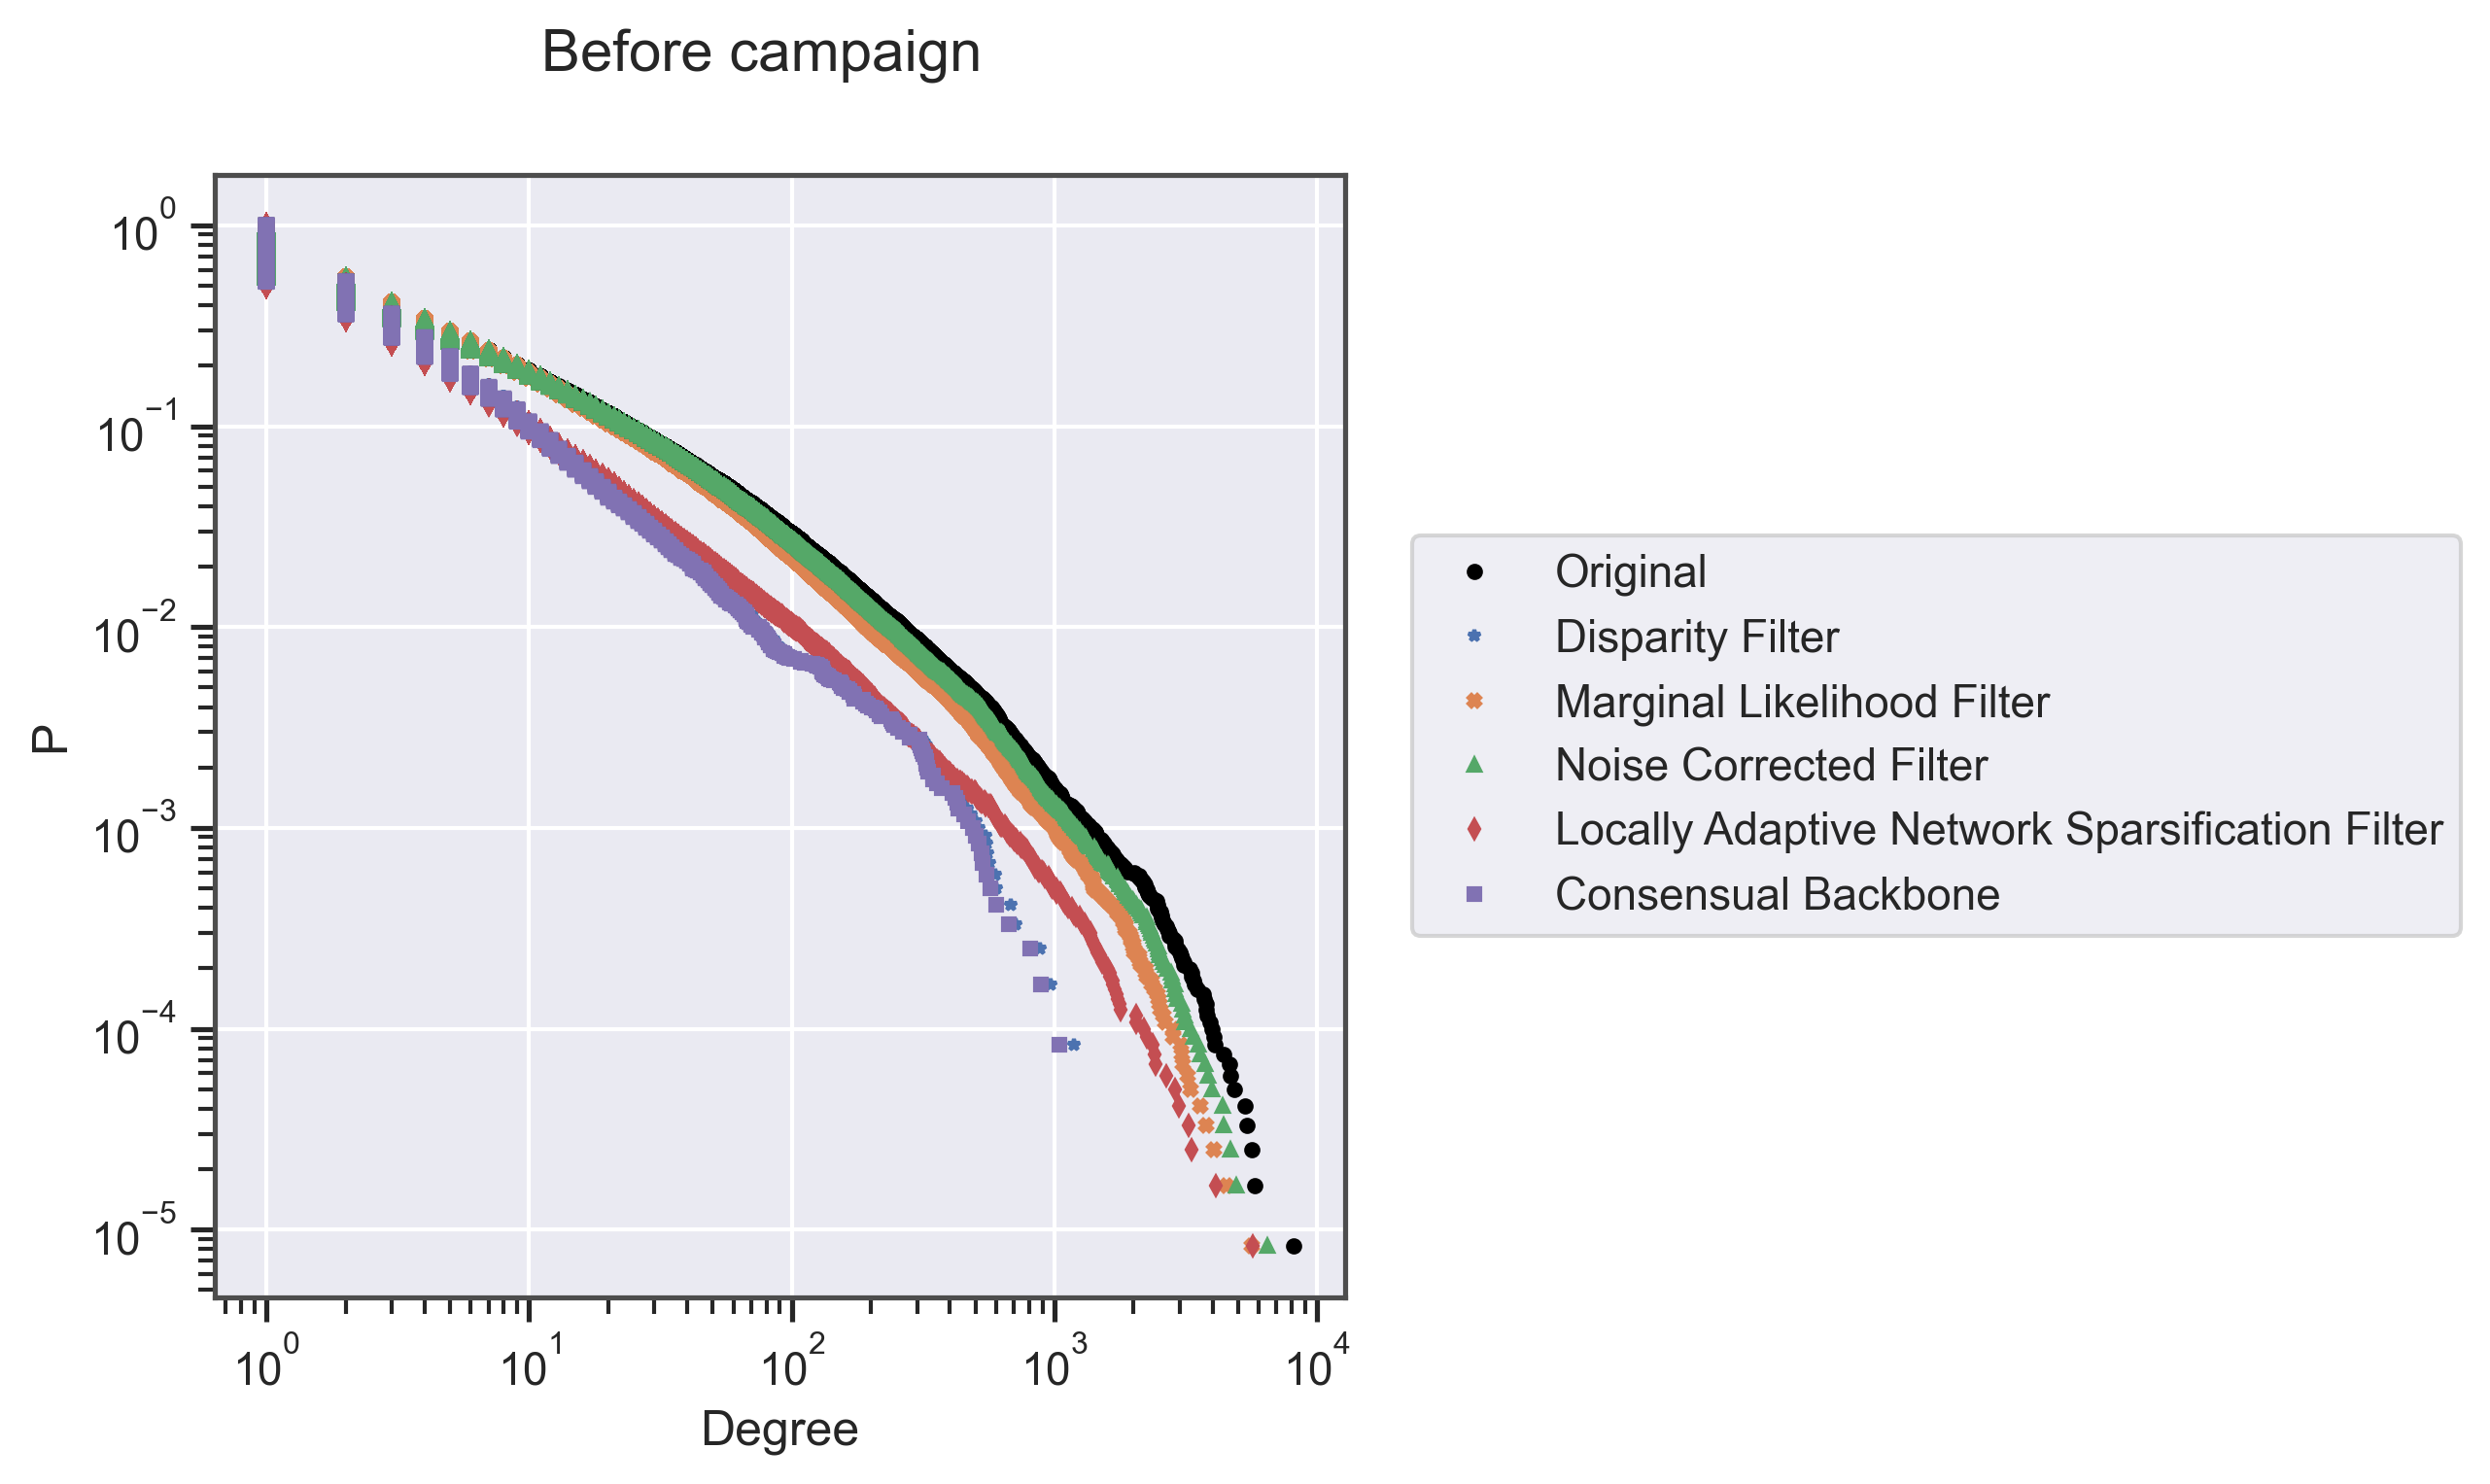 Before campaign
10^0
10^−1
10^−2
10^−3
10^−4
10^−5
P
10^0 10^1 10^2 10^3 10^4
Degree
Original
Disparity Filter
Marginal Likelihood Filter
Noise Corrected Filter
Locally Adaptive Network Sparsification Filter
Consensual Backbone